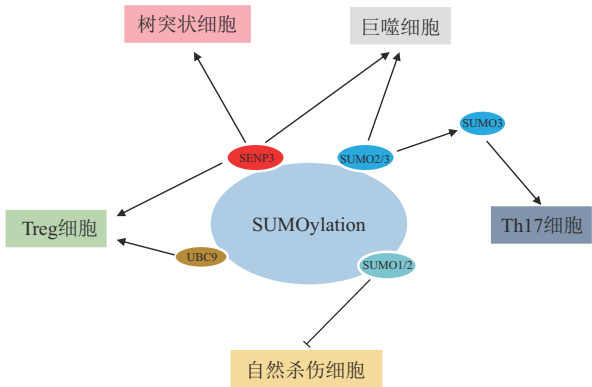 树突状细胞
巨噬细胞
SUMO3
SENP3
SUMO2/3
Treg细胞
SUMOylation
Th17细胞
UBC9
SUMO1/2
自然杀伤细胞